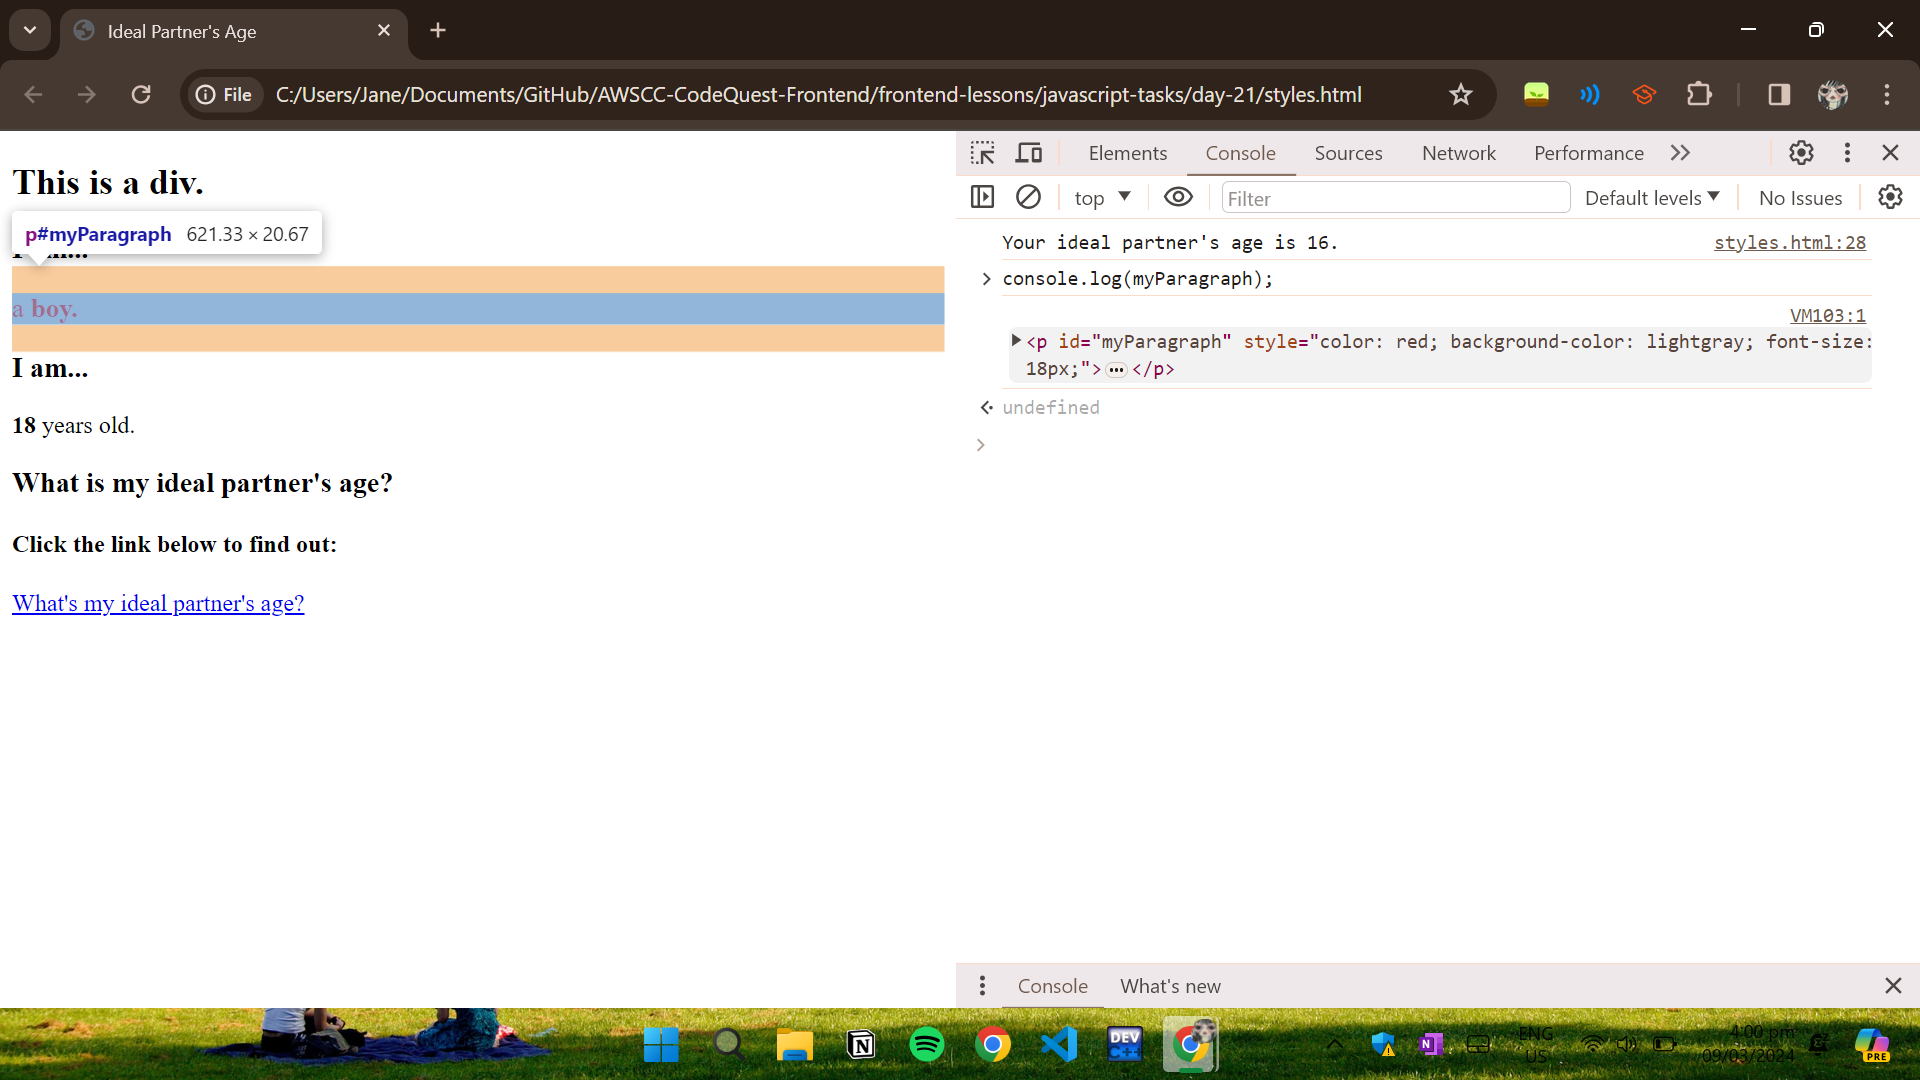 Ideal Partner's Age
File C:/Users/Jane/Documents/GitHub/AWSCC-CodeQuest-Frontend/frontend-lessons/javascript-tasks/day-21/styles.html
This is a div.
p#myParagraph 621.33 × 20.67
a boy.
I am...
18 years old.
What is my ideal partner's age?
Click the link below to find out:
What's my ideal partner's age?
Elements Console Sources Network Performance
top Filter Default levels No Issues
Your ideal partner's age is 16. styles.html:28
console.log(myParagraph);
VM103:1
<p id="myParagraph" style="color: red; background-color: lightgray; font-size:
18px;">…</p>
undefined
Console What's new
DEV
C++
N
N
ENG
US
4:00 pm
09/03/2024
PRE